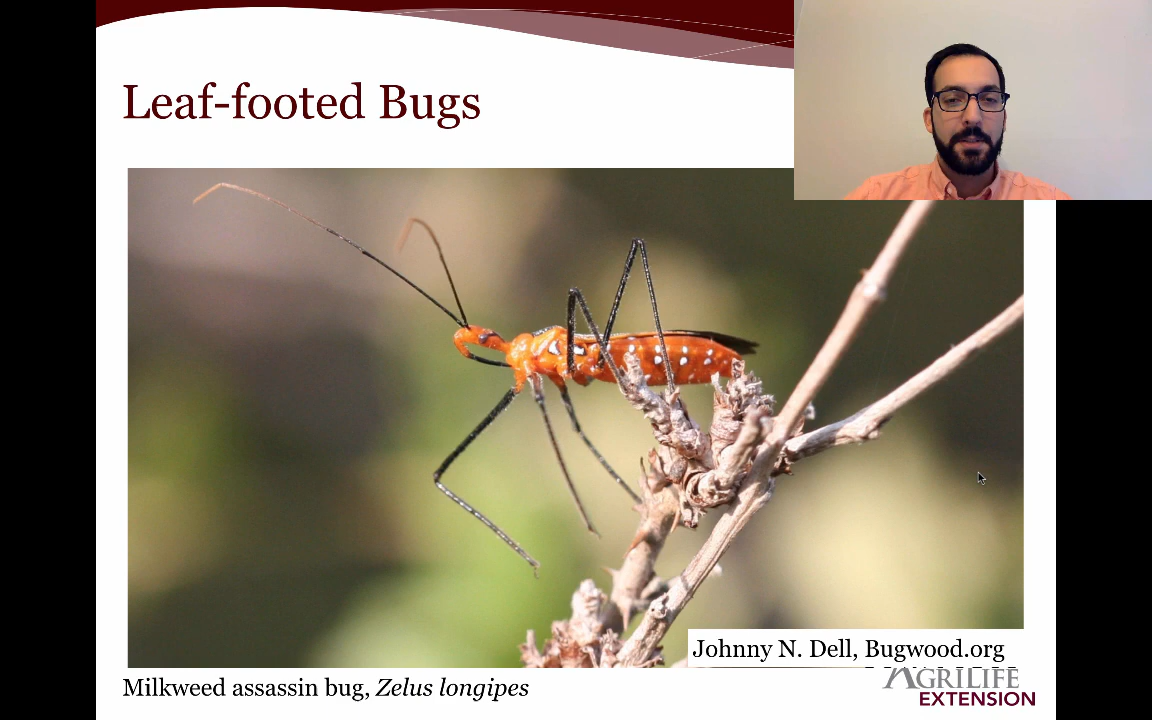 Leaf-footed Bugs
Johnny N. Dell, Bugwood.org
Milkweed assassin bug, Zelus longipes
AGRILIFE
EXTENSION